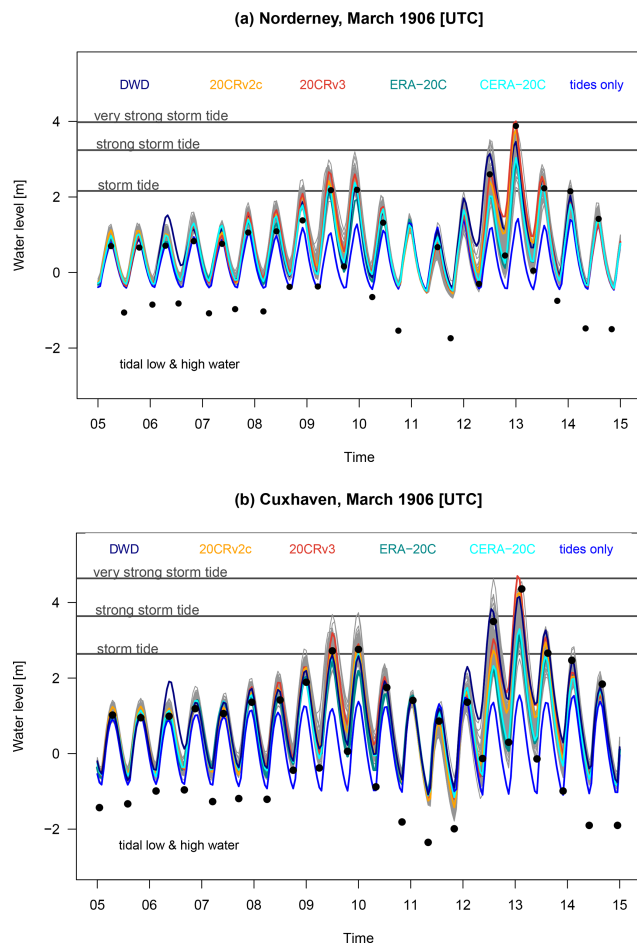 (a) Norderney, March 1906 [UTC]
DWD 20CRv2c 20CRv3 ERA−20C CERA−20C tides only
very strong storm tide
4
strong storm tide
storm tide
2
Water level [m]
0
−2
tidal low & high water
05 06 07 08 09 10 11 12 13 14 15
Time
(b) Cuxhaven, March 1906 [UTC]
DWD 20CRv2c 20CRv3 ERA−20C CERA−20C tides only
very strong storm tide
4
strong storm tide
storm tide
2
Water level [m]
0
−2
tidal low & high water
05 06 07 08 09 10 11 12 13 14 15
Time